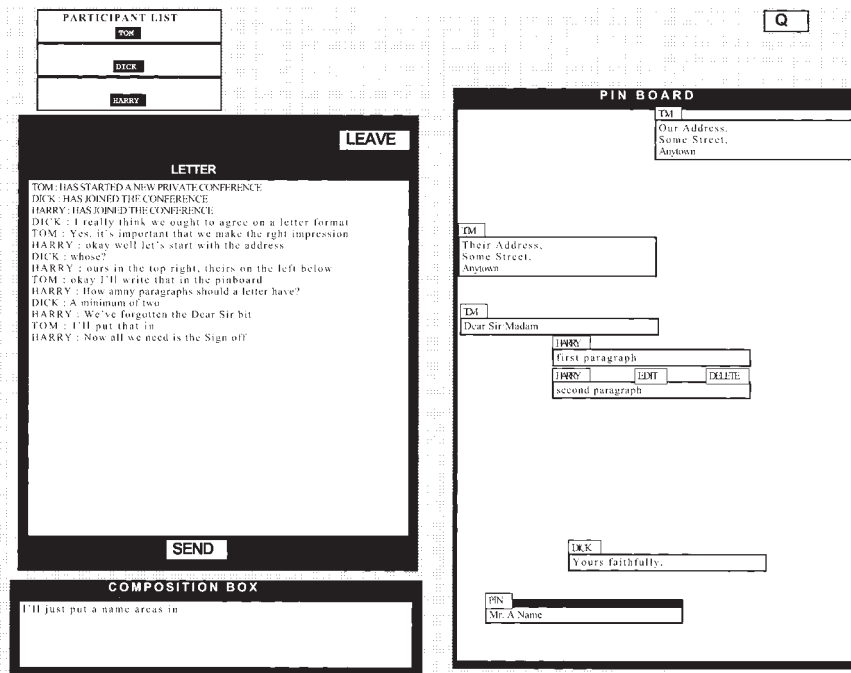 PARTICIPANT LIST
TOM
DICK
HARRY
Q
LEAVE
LETTER
TOM : HAS STARTED A NEW PRIVATE CONFERENCE
DICK : HAS JOINED THE CONFERENCE
HARRY : HAS JOINED THE CONFERENCE
DICK : I really think we ought to agree on a letter format
TOM : Yes, it's important that we make the rght impression
HARRY : okay well let's start with the address
DICK : whose?
HARRY : ours in the top right, theirs on the left below
TOM : okay I'll write that in the pinboard
HARRY : How amny paragraphs should a letter have?
DICK : A minimum of two
HARRY : We've forgotten the Dear Sir bit
TOM : I'll put that in
HARRY : Now all we need is the Sign off
SEND
COMPOSITION BOX
I'll just put a name areas in
PIN BOARD
TM
Our Address,
Some Street,
Anytown
TM
Their Address,
Some Street,
Anytown
TM
Dear Sir Madam
HARRY
first paragraph
HARRY EDIT DELETE
second paragraph
DICK
Yours faithfully,
PIN
Mr. A Name